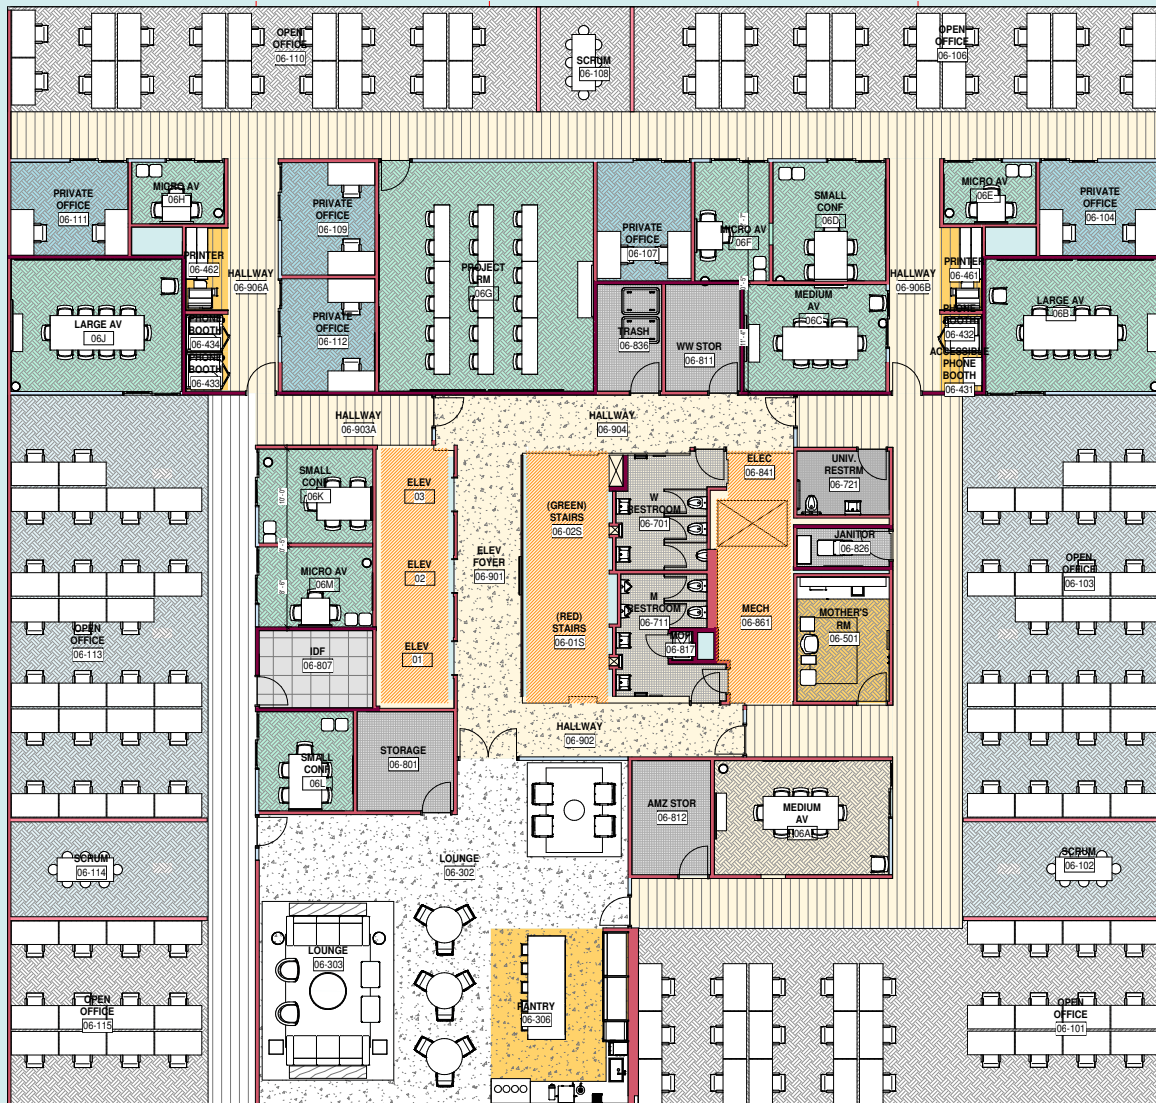 OPEN
OFFICE
06-110
SCRUM
06-108
OPEN
OFFICE
06-106
PRIVATE
OFFICE
06-111
MICRO AV
06H
PRINTER
06-462
HALLWAY
06-906A
PHONE
BOOTH
06-434
PHONE
BOOTH
06-433
LARGE AV
06J
PRIVATE
OFFICE
06-109
PRIVATE
OFFICE
06-112
PROJECT
RM
06G
PRIVATE
OFFICE
06-107
MICRO AV
06F
SMALL
CONF
06D
MEDIUM
AV
06C
TRASH
06-836
WW STOR
06-811
HALLWAY
06-906B
MICRO AV
06E
PRIVATE
OFFICE
06-104
PRINTER
06-461
LARGE AV
06B
PHONE
BOOTH
06-432
ACCESSIBLE
PHONE
BOOTH
06-431
HALLWAY
06-903A
HALLWAY
06-904
SMALL
CONF
06K
10'-0"
MICRO AV
06M
8'-6"
IDF
06-807
ELEV
03
ELEV
02
ELEV
01
ELEV
FOYER
06-901
(GREEN)
STAIRS
06-02S
(RED)
STAIRS
06-01S
W
RESTROOM
06-701
M
RESTROOM
06-711
MOP
06-817
ELEC
06-841
MECH
06-861
UNIV.
RESTRM
06-721
JANITOR
06-826
MOTHER'S
RM
06-501
OPEN
OFFICE
06-103
OPEN
OFFICE
06-113
SMALL
CONF
06L
STORAGE
06-801
HALLWAY
06-902
AMZ STOR
06-812
MEDIUM
AV
06A
SCRUM
06-114
LOUNGE
06-302
SCRUM
06-102
LOUNGE
06-303
PANTRY
06-306
OPEN
OFFICE
06-115
OPEN
OFFICE
06-101